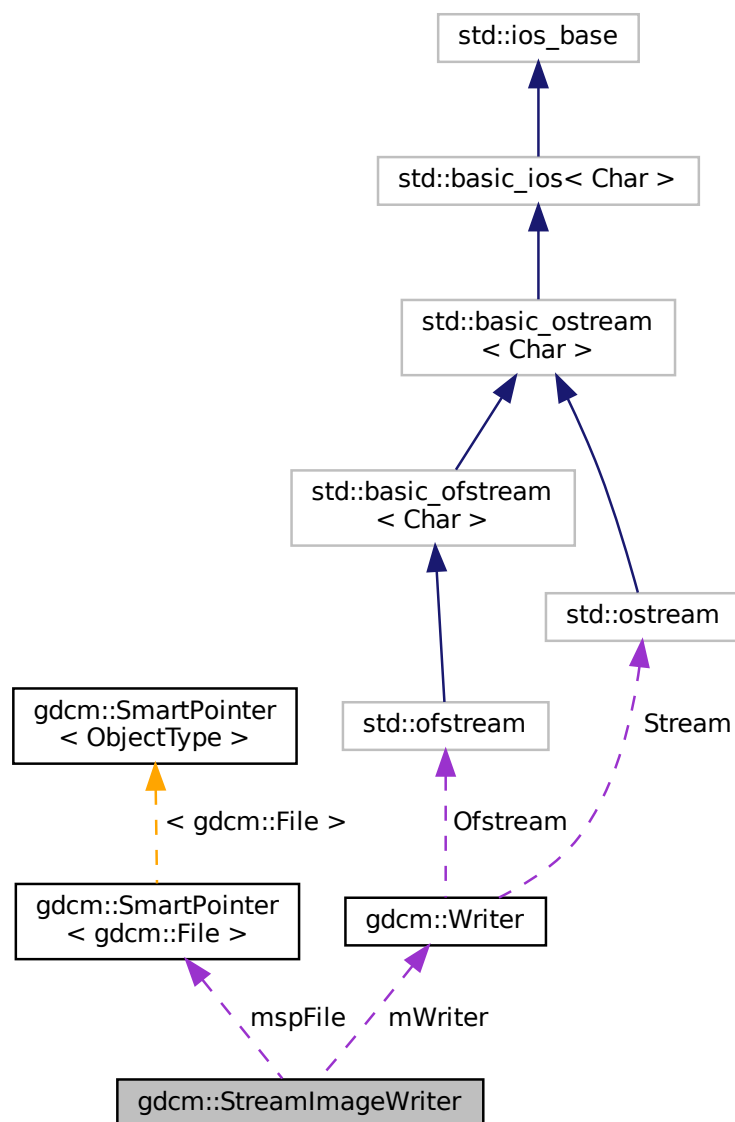 std::ios_base
std::basic_ios< Char >
std::basic_ostream
< Char >
std::basic_ofstream
< Char >
std::ostream
gdcm::SmartPointer
< ObjectType >
std::ofstream
Stream
< gdcm::File >
Ofstream
gdcm::SmartPointer
< gdcm::File >
gdcm::Writer
mspFile
mWriter
gdcm::StreamImageWriter